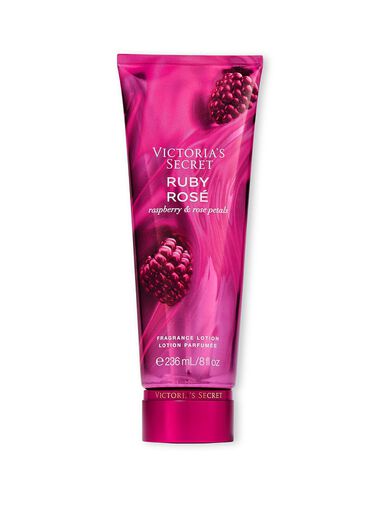 VICTORIA'S
SECRET
RUBY
ROSÉ
raspberry & rose petals
FRAGRANCE LOTION
LOTION PARFUMÉE
℮ 236 mL/8 fl oz
VICTORIA'S SECRET